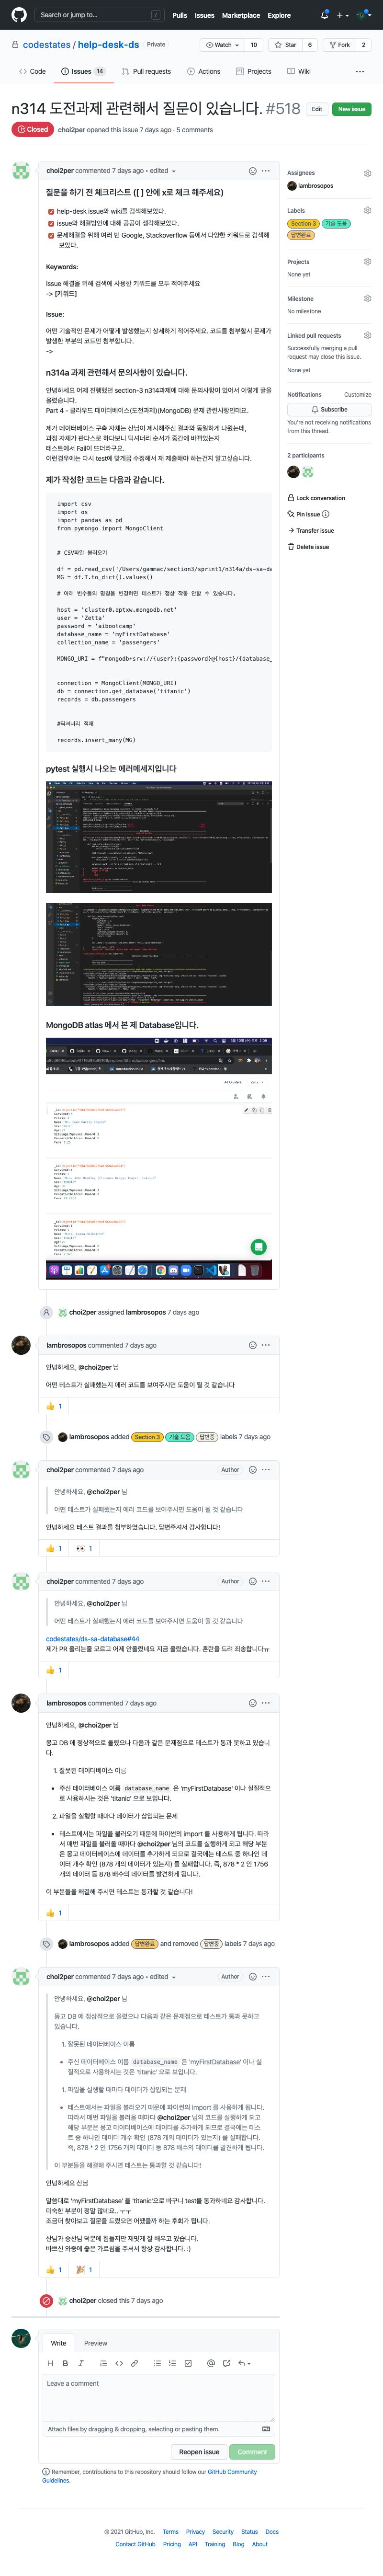 Search or jump to...
/
Pulls Issues Marketplace Explore
codestates / help-desk-ds Private
Watch 10 Star 6 Fork 2
Code Issues 14 Pull requests Actions Projects Wiki
n314 도전과제 관련해서 질문이 있습니다. #518
Edit New issue
Closed choi2per opened this issue 7 days ago · 5 comments
choi2per commented 7 days ago • edited
질문을 하기 전 체크리스트 ([ ] 안에 x로 체크 해주세요)
help-desk issue와 wiki를 검색해보았다.
issue와 해결방안에 대해 곰곰이 생각해보았다.
문제해결을 위해 미리 먼저 Google, Stackoverflow 등에서 다양한 키워드로 검색해
보았다.
Keywords:
Issue 해결을 위해 검색에 사용한 키워드를 모두 적어주세요
-> [키워드]
Issue:
어떤 기술적인 문제가 어떻게 발생했는지 상세하게 적어주세요. 코드를 첨부할시 문제가
발생한 부분의 코드만 첨부합니다.
->
n314a 과제 관련해서 문의사항이 있습니다.
안녕하세요 어제 진행했던 section-3 n314과제에 대해 문의사항이 있어서 이렇게 글을
올렸습니다.
Part 4 - 클라우드 데이터베이스(도전과제)(MongoDB) 문제 관련사항인데요.
제가 데이터베이스 구축 자체는 선님이 제시해주신 결과와 동일하게 나왔는데,
과정 자체가 판다스로 하다보니 딕셔너리 순서가 중간에 바뀌었는지
테스트에서 Fail이 뜨더라구요.
이런경우에는 다시 test에 맞게끔 수정해서 재 제출해야 하는건지 알고싶습니다.
제가 작성한 코드는 다음과 같습니다.
import csv
import os
import pandas as pd
from pymongo import MongoClient
# CSV파일 불러오기
df = pd.read_csv('/Users/gammac/section3/sprint1/n314a/ds-sa-da
MG = df.T.to_dict().values()
# 아래 변수들의 명칭을 변경하면 테스트가 정상 작동 안할 수 있습니다.
host = 'cluster0.dptxw.mongodb.net'
user = 'Zetta'
password = 'aibootcamp'
database_name = 'myFirstDatabase'
collection_name = 'passengers'
MONGO_URI = f"mongodb+srv://{user}:{password}@{host}/{database_
connection = MongoClient(MONGO_URI)
db = connection.get_database('titanic')
records = db.passengers
#딕셔너리 적재
records.insert_many(MG)
pytest 실행시 나오는 에러메세지입니다
MongoDB atlas 에서 본 제 Database입니다.
choi2per assigned lambrosopos 7 days ago
lambrosopos commented 7 days ago
안녕하세요, @choi2per 님
어떤 테스트가 실패했는지 에러 코드를 보여주시면 도움이 될 것 같습니다
1
lambrosopos added Section 3 기술 도움 답변중 labels 7 days ago
choi2per commented 7 days ago Author
안녕하세요, @choi2per 님
어떤 테스트가 실패했는지 에러 코드를 보여주시면 도움이 될 것 같습니다
안녕하세요 테스트 결과를 첨부하였습니다. 답변주셔서 감사합니다!
1 1
choi2per commented 7 days ago Author
안녕하세요, @choi2per 님
어떤 테스트가 실패했는지 에러 코드를 보여주시면 도움이 될 것 같습니다
codestates/ds-sa-database#44
제가 PR 올리는줄 모르고 어제 안올렸네요 지금 올렸습니다. 혼란을 드려 죄송합니다ㅠ
1
lambrosopos commented 7 days ago
안녕하세요, @choi2per 님
몽고 DB 에 정상적으로 올렸으나 다음과 같은 문제점으로 테스트가 통과 못하고 있습니
다.
1. 잘못된 데이터베이스 이름
• 주신 데이터베이스 이름 database_name 은 'myFirstDatabase' 이나 실질적으
로 사용하시는 것은 'titanic' 으로 보입니다.
2. 파일을 실행할 때마다 데이터가 삽입되는 문제
• 테스트에서는 파일을 불러오기 때문에 파이썬의 import 를 사용하게 됩니다. 따라
서 매번 파일을 불러올 때마다 @choi2per 님의 코드를 실행하게 되고 해당 부분
은 몽고 데이터베이스에 데이터를 추가하게 되므로 결국에는 테스트 중 하나인 데이
터 개수 확인 (878 개의 데이터가 있는지) 를 실패합니다. 즉, 878 * 2 인 1756
개의 데이터 등 878 배수의 데이터를 발견하게 됩니다.
이 부분들을 해결해 주시면 테스트는 통과할 것 같습니다!
1
lambrosopos added 답변완료 and removed 답변중 labels 7 days ago
choi2per commented 7 days ago • edited Author
안녕하세요, @choi2per 님
몽고 DB 에 정상적으로 올렸으나 다음과 같은 문제점으로 테스트가 통과 못하고
있습니다.
1. 잘못된 데이터베이스 이름
• 주신 데이터베이스 이름 database_name 은 'myFirstDatabase' 이나 실
질적으로 사용하시는 것은 'titanic' 으로 보입니다.
1. 파일을 실행할 때마다 데이터가 삽입되는 문제
• 테스트에서는 파일을 불러오기 때문에 파이썬의 import 를 사용하게 됩니다.
따라서 매번 파일을 불러올 때마다 @choi2per 님의 코드를 실행하게 되고
해당 부분은 몽고 데이터베이스에 데이터를 추가하게 되므로 결국에는 테스
트 중 하나인 데이터 개수 확인 (878 개의 데이터가 있는지) 를 실패합니다.
즉, 878 * 2 인 1756 개의 데이터 등 878 배수의 데이터를 발견하게 됩니다.
이 부분들을 해결해 주시면 테스트는 통과할 것 같습니다!
안녕하세요 산님
말씀대로 'myFirstDatabase' 을 'titanic'으로 바꾸니 test를 통과하네요 감사합니다.
미숙한 부분이 정말 많네요.. ㅜㅜ
조금더 찾아보고 질문을 드렸으면 어땠을까 하는 후회가 됩니다.
산님과 승찬님 덕분에 힘들지만 재밌게 잘 배우고 있습니다.
바쁘신 와중에 좋은 가르침을 주셔서 항상 감사합니다. :)
1 1
choi2per closed this 7 days ago
Write Preview
Leave a comment
Attach files by dragging & dropping, selecting or pasting them.
Reopen issue Comment
Remember, contributions to this repository should follow our GitHub Community
Guidelines.
Assignees
lambrosopos
Labels
Section 3 기술 도움
답변완료
Projects
None yet
Milestone
No milestone
Linked pull requests
Successfully merging a pull
request may close this issue.
None yet
Notifications Customize
Subscribe
You're not receiving notifications
from this thread.
2 participants
Lock conversation
Pin issue
Transfer issue
Delete issue
© 2021 GitHub, Inc. Terms Privacy Security Status Docs
Contact GitHub Pricing API Training Blog About